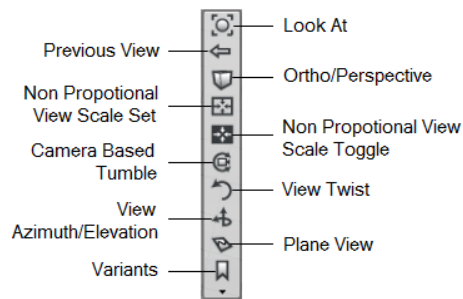 Look At
Previous View
Ortho/Perspective
Non Propotional
View Scale Set
Non Propotional View
Scale Toggle
Camera Based
Tumble
View Twist
View
Azimuth/Elevation
Plane View
Variants